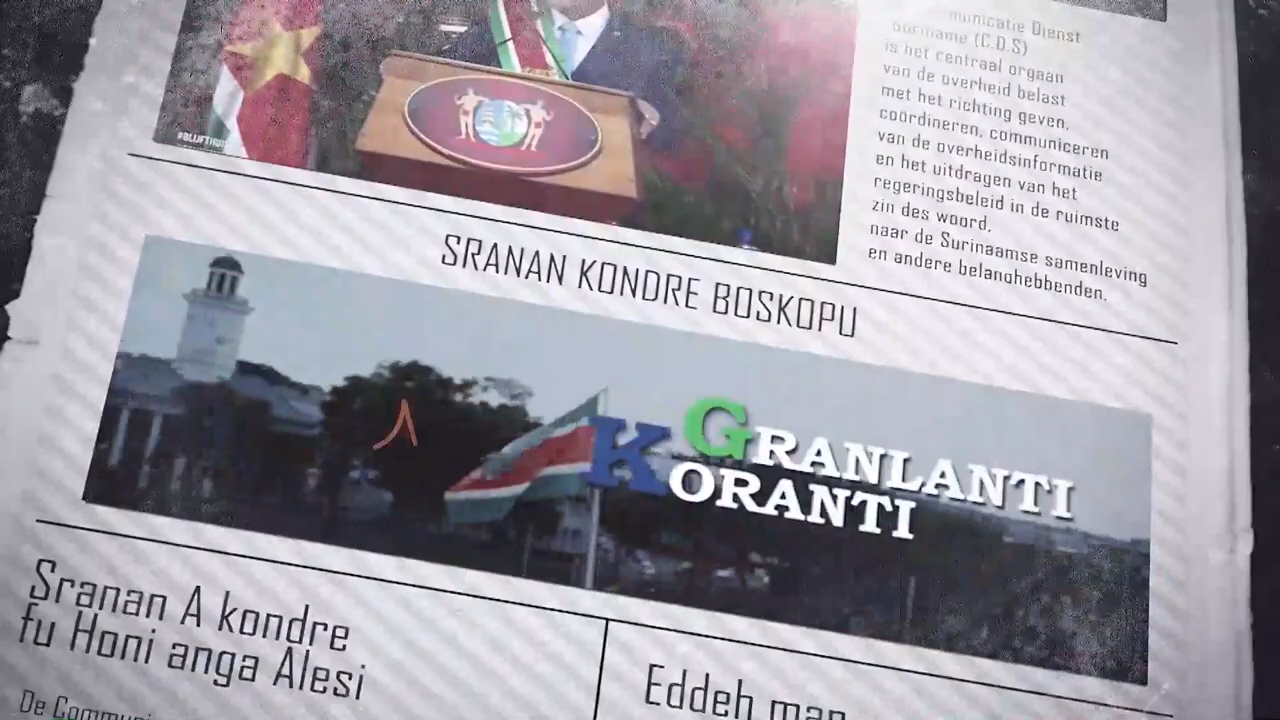 Dienst
Suriname (C.D.S)
is het centraal orgaan
van de overheid belast
met het richting geven,
coördineren, communiceren
van de overheidsinformatie
en het uitdragen van het
regeringsbeleid in de ruimste
zin des woord,
naar de Surinaamse samenleving
en andere belanghebbenden.
SRANAN KONDRE BOSKOPU
GRANLANTI
KORANTI
Sranan A kondre
fu Honi anga Alesi
De
Eddeh man